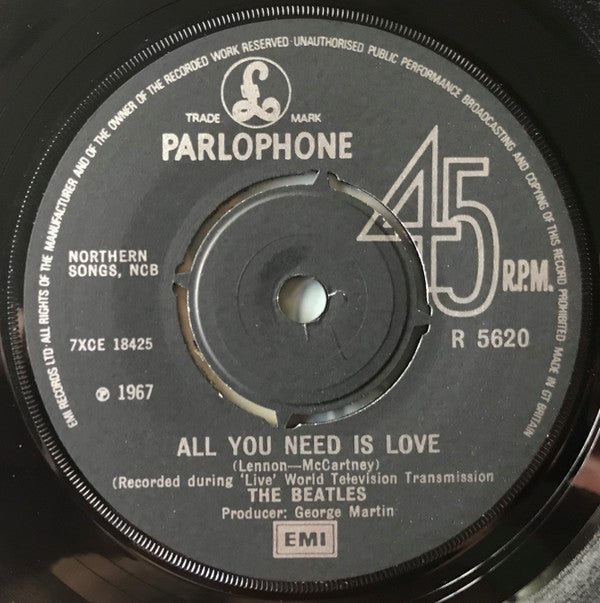 EMI RECORDS LTD · ALL RIGHTS OF THE MANUFACTURER AND OF THE OWNER OF THE RECORDED WORK RESERVED · UNAUTHORISED PUBLIC PERFORMANCE BROADCASTING AND COPYING OF THIS RECORD PROHIBITED MADE IN GT BRITAIN
£
TRADE MARK
PARLOPHONE
45
R.P.M.
NORTHERN
SONGS, NCB
7XCE 18425
R 5620
℗ 1967
ALL YOU NEED IS LOVE
(Lennon—McCartney)
(Recorded during 'Live' World Television Transmission
THE BEATLES
Producer: George Martin
EMI